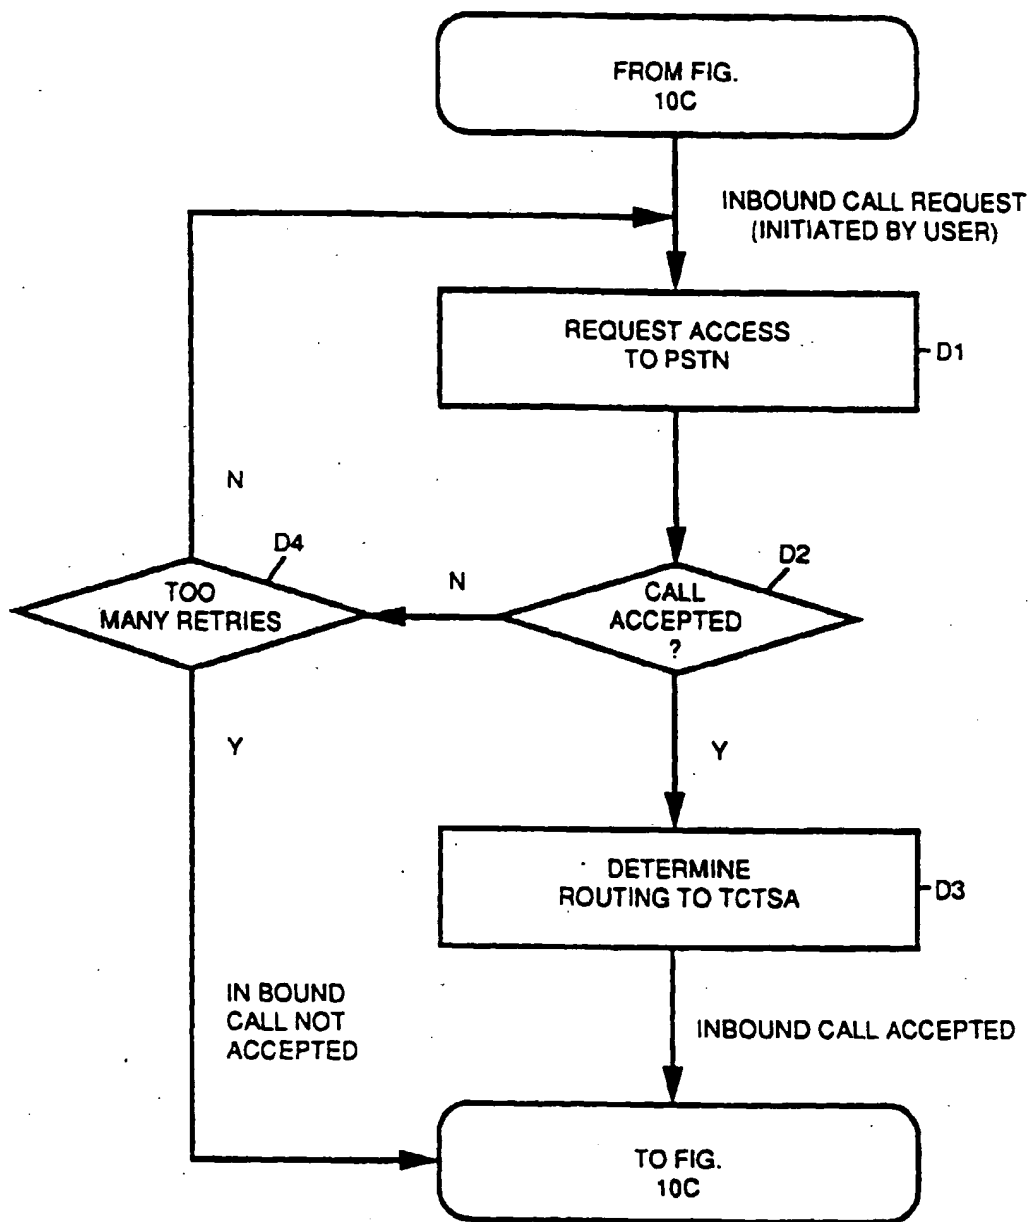 FROM FIG.
10C
INBOUND CALL REQUEST
(INITIATED BY USER)
REQUEST ACCESS
TO PSTN
D1
N
D4
TOO
MANY RETRIES
N
D2
CALL
ACCEPTED
?
Y
Y
DETERMINE
ROUTING TO TCTSA
D3
IN BOUND
CALL NOT
ACCEPTED
INBOUND CALL ACCEPTED
TO FIG.
10C